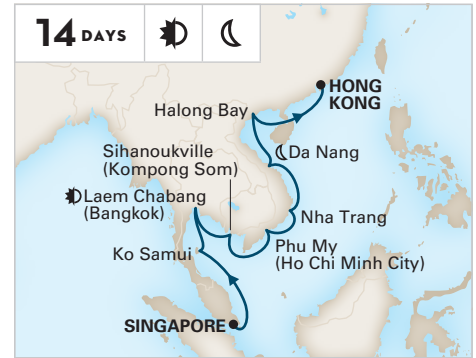 14 DAYS
HONG
KONG
Halong Bay
Sihanoukville
(Kompong Som)
Da Nang
Laem Chabang
(Bangkok)
Nha Trang
Ko Samui
Phu My
(Ho Chi Minh City)
SINGAPORE